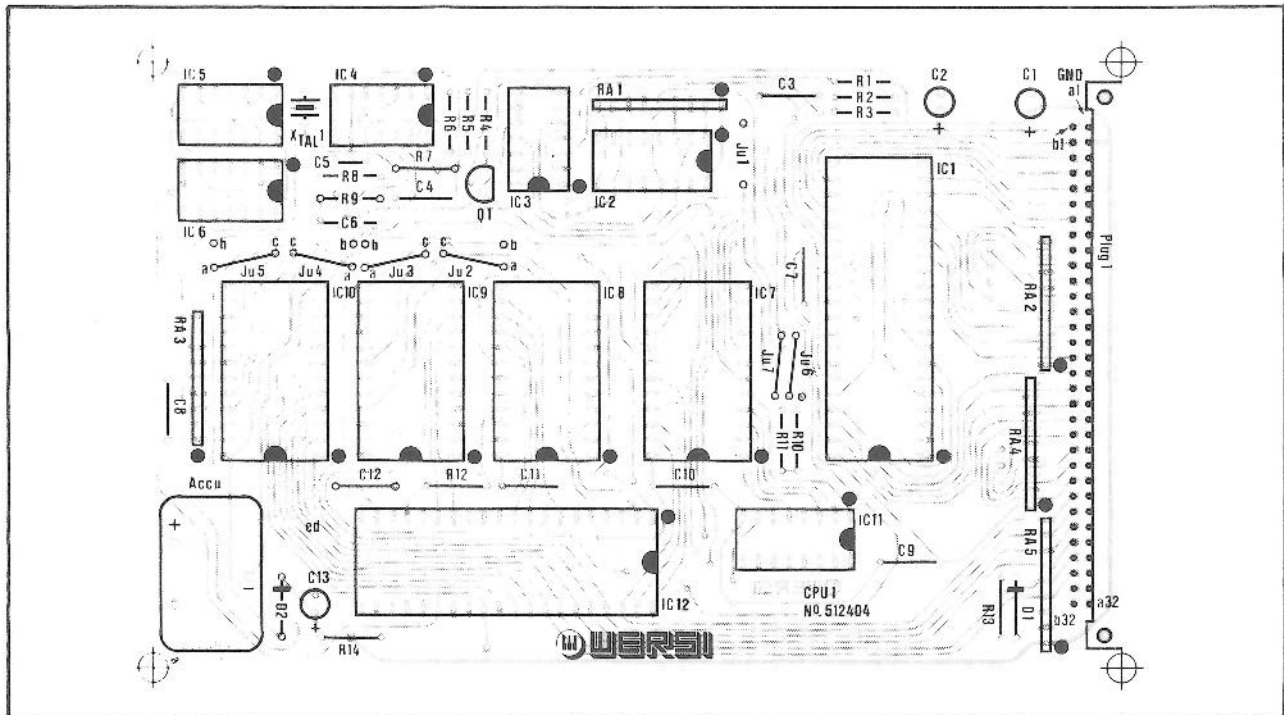 IC5
IC4
RA1
C3
R1
R2
R3
C2
C1
GND
a1
b1
XTAL1
R6
R5
R4
C5
R7
R8
C4
R9
C6
Q1
IC3
IC2
Ju1
IC1
IC6
b
c
c
b
b
c
c
b
a
Ju5
Ju4
a
a
Ju3
Ju2
a
C7
Plug1
RA2
IC10
IC9
IC8
IC7
RA3
Ju7
Ju6
C8
R11
R10
RA4
Accu
C12
R12
C11
C10
+
ed
IC11
RA5
C9
−
D2
C13
+
IC12
CPU1
No. 512404
R13
D1
a32
b32
R14
WERSI